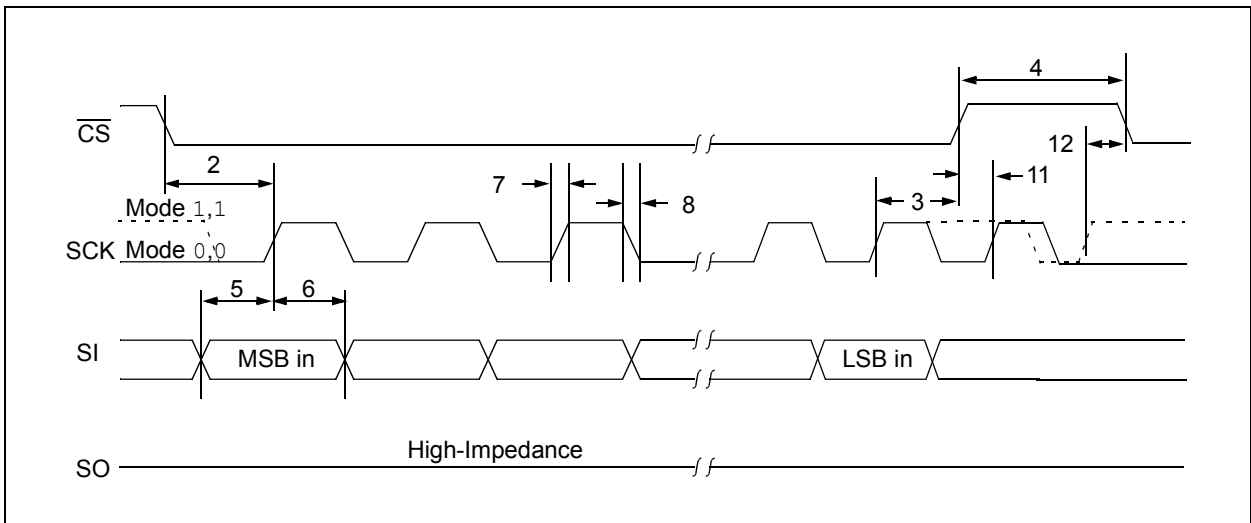 4
CS
12
2
7
8
3
11
Mode 1,1
SCK Mode 0,0
5
6
SI
MSB in
LSB in
High-Impedance
SO